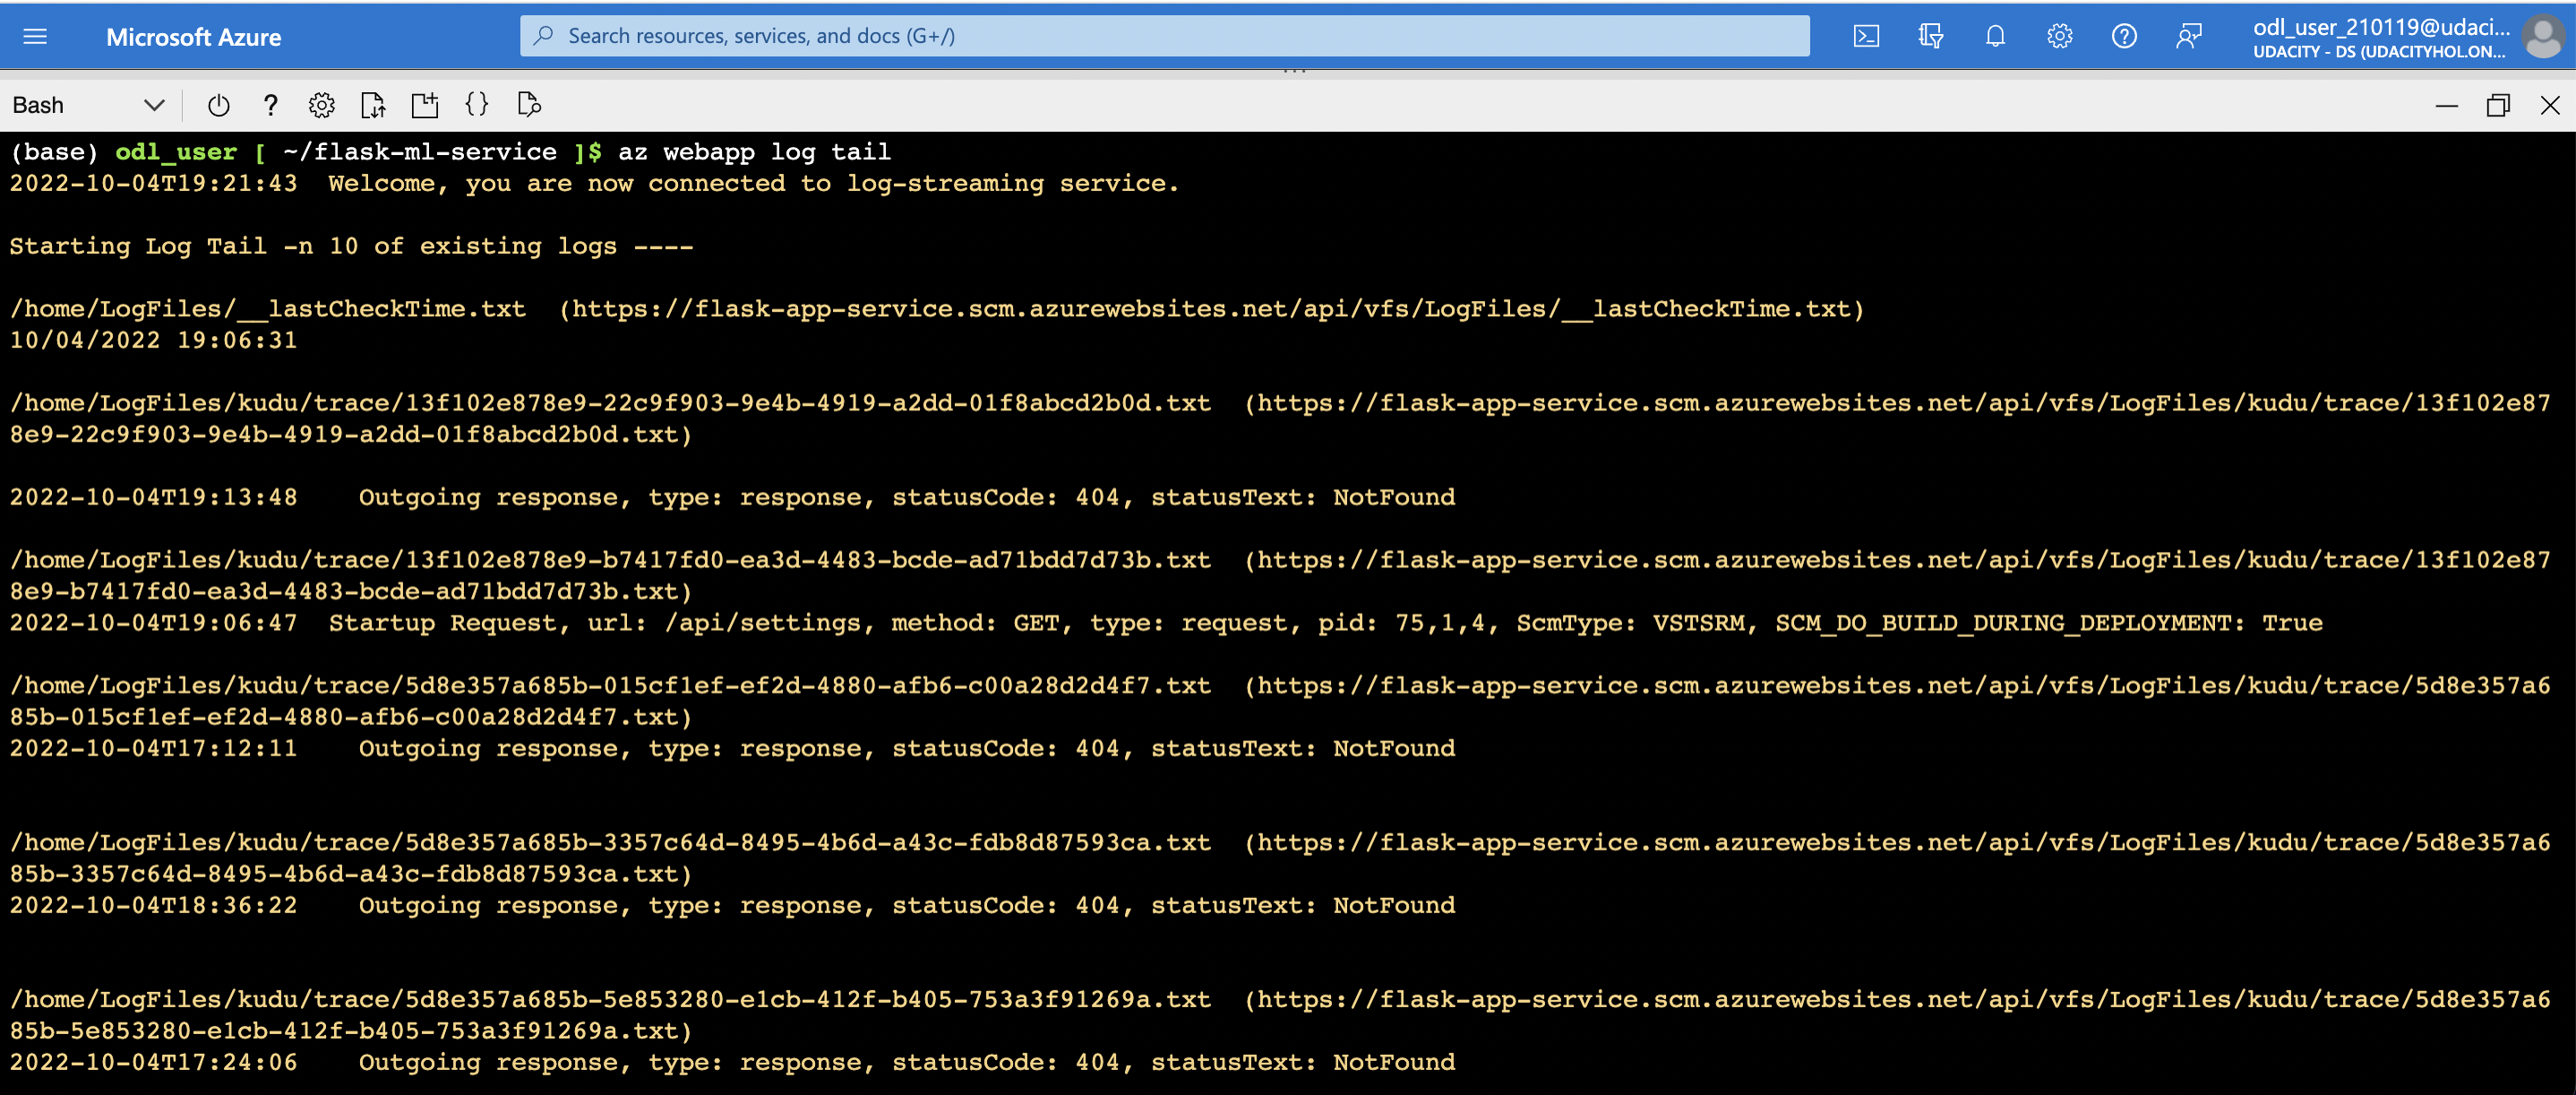 Microsoft Azure
Search resources, services, and docs (G+/)
odl_user_210119@udaci...
UDACITY - DS (UDACITYHOL.ON...
Bash
(base) odl_user [ ~/flask-ml-service ]$ az webapp log tail
2022-10-04T19:21:43  Welcome, you are now connected to log-streaming service.
Starting Log Tail -n 10 of existing logs ----
/home/LogFiles/__lastCheckTime.txt  (https://flask-app-service.scm.azurewebsites.net/api/vfs/LogFiles/__lastCheckTime.txt)
10/04/2022 19:06:31
/home/LogFiles/kudu/trace/13f102e878e9-22c9f903-9e4b-4919-a2dd-01f8abcd2b0d.txt  (https://flask-app-service.scm.azurewebsites.net/api/vfs/LogFiles/kudu/trace/13f102e87
8e9-22c9f903-9e4b-4919-a2dd-01f8abcd2b0d.txt)
2022-10-04T19:13:48    Outgoing response, type: response, statusCode: 404, statusText: NotFound
/home/LogFiles/kudu/trace/13f102e878e9-b7417fd0-ea3d-4483-bcde-ad71bdd7d73b.txt  (https://flask-app-service.scm.azurewebsites.net/api/vfs/LogFiles/kudu/trace/13f102e87
8e9-b7417fd0-ea3d-4483-bcde-ad71bdd7d73b.txt)
2022-10-04T19:06:47  Startup Request, url: /api/settings, method: GET, type: request, pid: 75,1,4, ScmType: VSTSRM, SCM_DO_BUILD_DURING_DEPLOYMENT: True
/home/LogFiles/kudu/trace/5d8e357a685b-015cf1ef-ef2d-4880-afb6-c00a28d2d4f7.txt  (https://flask-app-service.scm.azurewebsites.net/api/vfs/LogFiles/kudu/trace/5d8e357a6
85b-015cf1ef-ef2d-4880-afb6-c00a28d2d4f7.txt)
2022-10-04T17:12:11    Outgoing response, type: response, statusCode: 404, statusText: NotFound
/home/LogFiles/kudu/trace/5d8e357a685b-3357c64d-8495-4b6d-a43c-fdb8d87593ca.txt  (https://flask-app-service.scm.azurewebsites.net/api/vfs/LogFiles/kudu/trace/5d8e357a6
85b-3357c64d-8495-4b6d-a43c-fdb8d87593ca.txt)
2022-10-04T18:36:22    Outgoing response, type: response, statusCode: 404, statusText: NotFound
/home/LogFiles/kudu/trace/5d8e357a685b-5e853280-e1cb-412f-b405-753a3f91269a.txt  (https://flask-app-service.scm.azurewebsites.net/api/vfs/LogFiles/kudu/trace/5d8e357a6
85b-5e853280-e1cb-412f-b405-753a3f91269a.txt)
2022-10-04T17:24:06    Outgoing response, type: response, statusCode: 404, statusText: NotFound